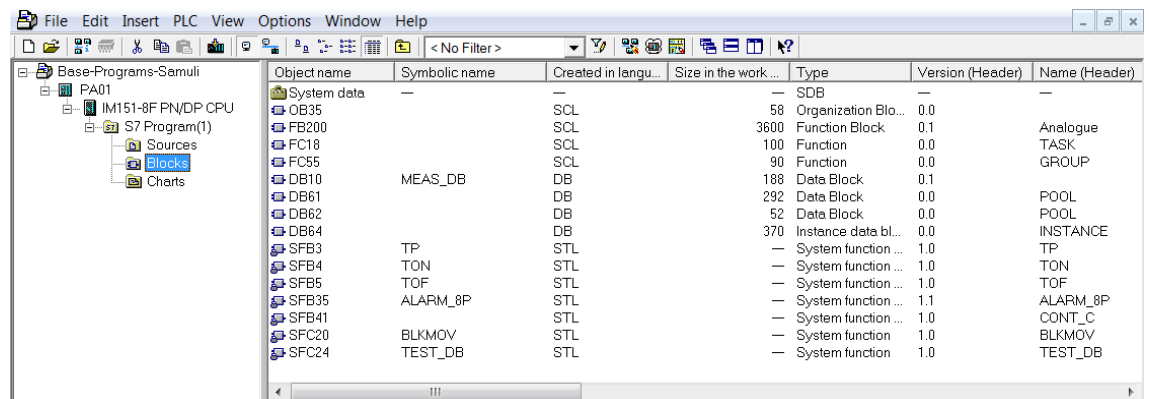 File Edit Insert PLC View Options Window Help
< No Filter >
Base-Programs-Samuli
PA01
IM151-8F PN/DP CPU
S7 Program(1)
Sources
Blocks
Charts
Object name Symbolic name Created in langu... Size in the work ... Type Version (Header) Name (Header)
System data — — — SDB — —
OB35 SCL 58 Organization Blo... 0.0
FB200 SCL 3600 Function Block 0.1 Analogue
FC18 SCL 100 Function 0.0 TASK
FC55 SCL 90 Function 0.0 GROUP
DB10 MEAS_DB DB 188 Data Block 0.1
DB61 DB 292 Data Block 0.0 POOL
DB62 DB 52 Data Block 0.0 POOL
DB64 DB 370 Instance data bl... 0.0 INSTANCE
SFB3 TP STL — System function ... 1.0 TP
SFB4 TON STL — System function ... 1.0 TON
SFB5 TOF STL — System function ... 1.0 TOF
SFB35 ALARM_8P STL — System function ... 1.1 ALARM_8P
SFB41 STL — System function ... 1.0 CONT_C
SFC20 BLKMOV STL — System function 1.0 BLKMOV
SFC24 TEST_DB STL — System function 1.0 TEST_DB